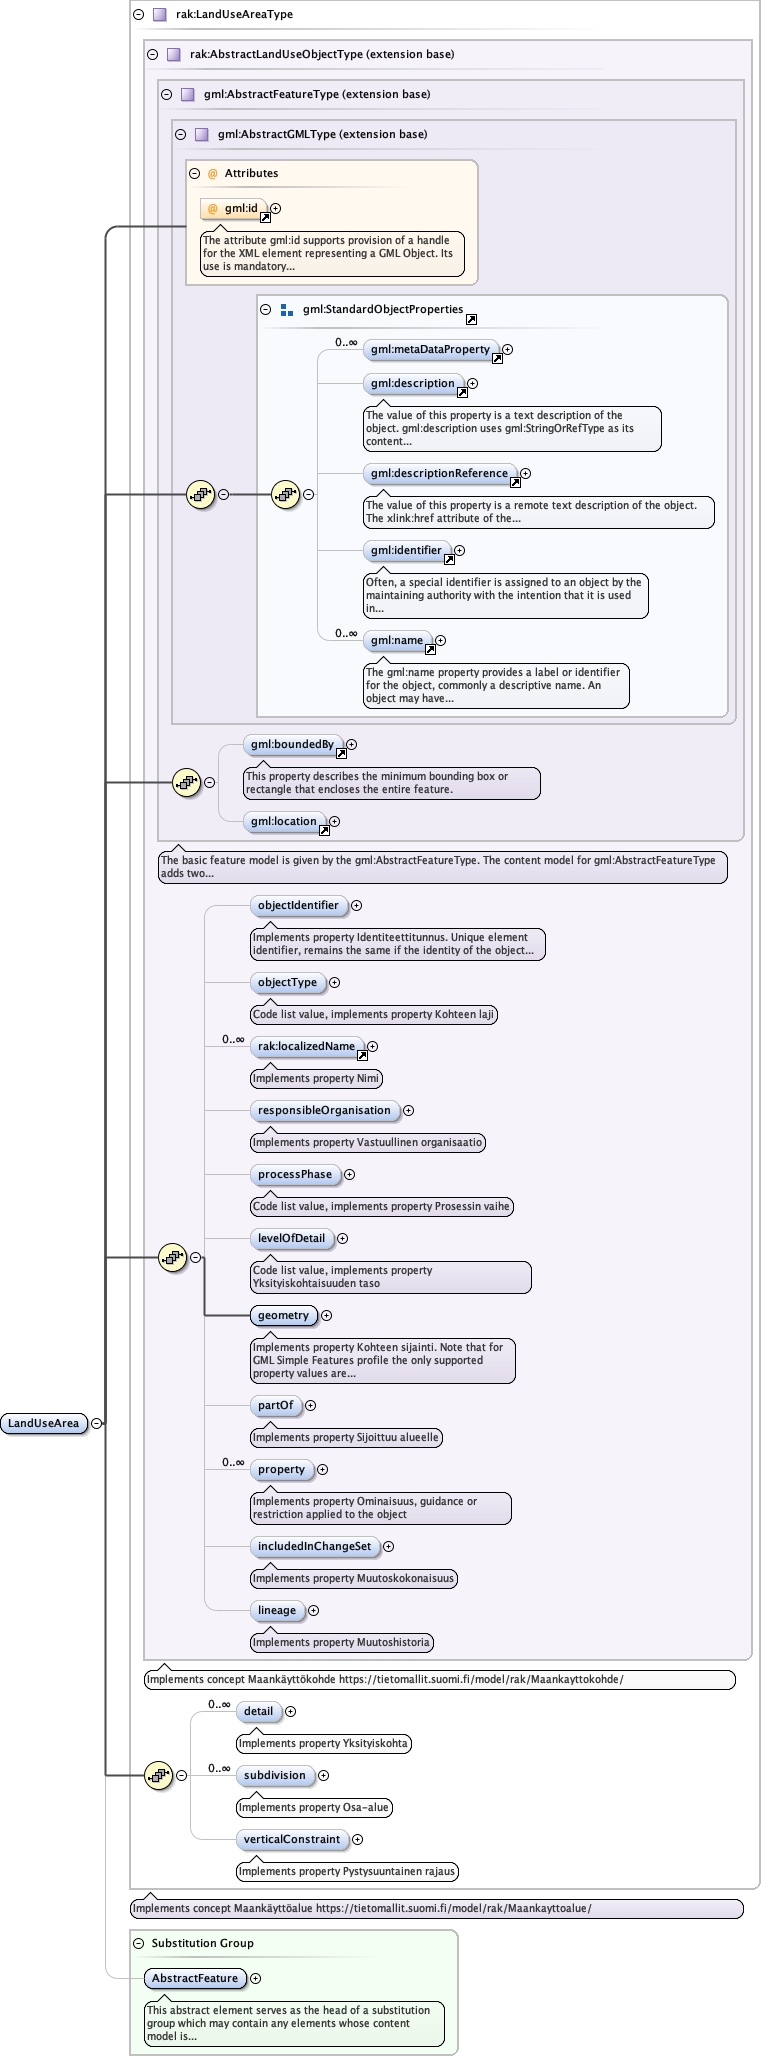 rak:LandUseAreaType
rak:AbstractLandUseObjectType (extension base)
gml:AbstractFeatureType (extension base)
gml:AbstractGMLType (extension base)
@ Attributes
@ gml:id
The attribute gml:id supports provision of a handle
for the XML element representing a GML Object. Its
use is mandatory...
gml:StandardObjectProperties
0..∞
gml:metaDataProperty
gml:description
The value of this property is a text description of the
object. gml:description uses gml:StringOrRefType as its
content...
gml:descriptionReference
The value of this property is a remote text description of the object.
The xlink:href attribute of the...
gml:identifier
Often, a special identifier is assigned to an object by the
maintaining authority with the intention that it is used
in...
0..∞
gml:name
The gml:name property provides a label or identifier
for the object, commonly a descriptive name. An
object may have...
gml:boundedBy
This property describes the minimum bounding box or
rectangle that encloses the entire feature.
gml:location
The basic feature model is given by the gml:AbstractFeatureType. The content model for gml:AbstractFeatureType
adds two...
objectIdentifier
Implements property Identiteettitunnus. Unique element
identifier, remains the same if the identity of the object...
objectType
Code list value, implements property Kohteen laji
0..∞
rak:localizedName
Implements property Nimi
responsibleOrganisation
Implements property Vastuullinen organisaatio
processPhase
Code list value, implements property Prosessin vaihe
levelOfDetail
Code list value, implements property
Yksityiskohtaisuuden taso
geometry
Implements property Kohteen sijainti. Note that for
GML Simple Features profile the only supported
property values are...
partOf
LandUseArea
Implements property Sijoittuu alueelle
0..∞
property
Implements property Ominaisuus, guidance or
restriction applied to the object
includedInChangeSet
Implements property Muutoskokonaisuus
lineage
Implements property Muutoshistoria
Implements concept Maankäyttökohde https://tietomallit.suomi.fi/model/rak/Maankayttokohde/
0..∞
detail
Implements property Yksityiskohta
0..∞
subdivision
Implements property Osa-alue
verticalConstraint
Implements property Pystysuuntainen rajaus
Implements concept Maankäyttöalue https://tietomallit.suomi.fi/model/rak/Maankayttoalue/
Substitution Group
AbstractFeature
This abstract element serves as the head of a substitution
group which may contain any elements whose content
model is...